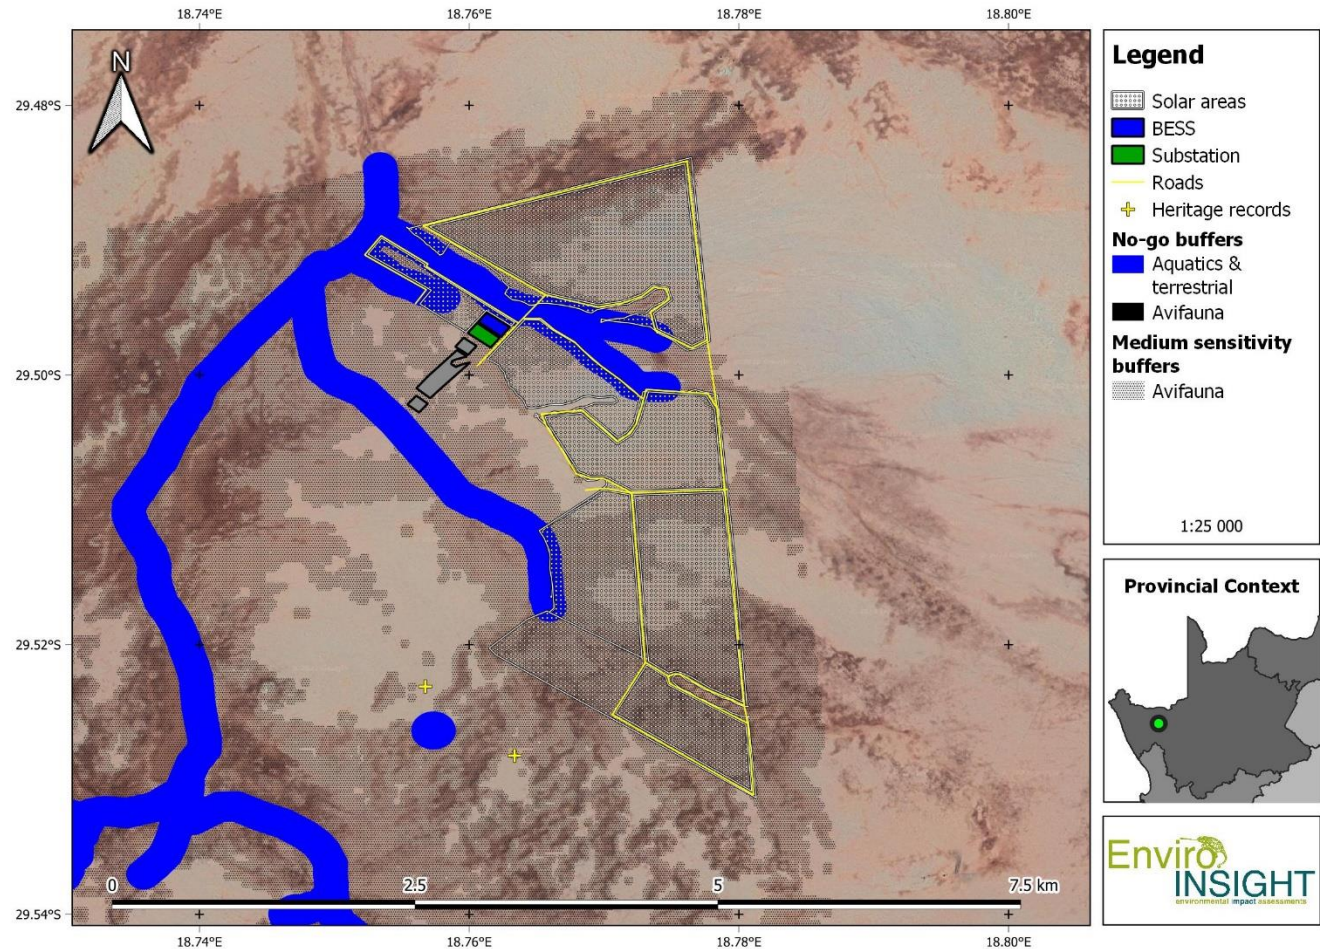 18.74°E 18.76°E 18.78°E 18.80°E
N
29.48°S
29.50°S
29.52°S
29.54°S
0 2.5 5 7.5 km
18.74°E 18.76°E 18.78°E 18.80°E
Legend
Solar areas
BESS
Substation
Roads
Heritage records
No-go buffers
Aquatics &
terrestrial
Avifauna
Medium sensitivity
buffers
Avifauna
1:25 000
Provincial Context
Enviro
INSIGHT
environmental impact assessments